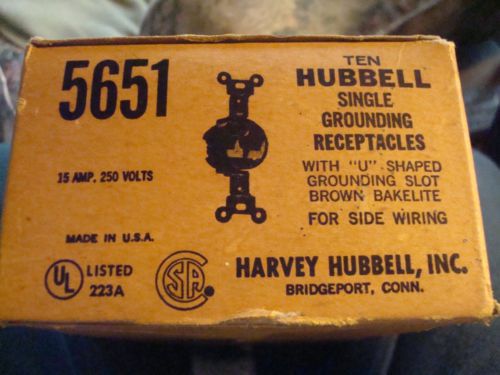 5651
15 AMP, 250 VOLTS
MADE IN U.S.A.
TEN
HUBBELL
SINGLE
GROUNDING
RECEPTACLES
WITH "U" SHAPED
GROUNDING SLOT
BROWN BAKELITE
FOR SIDE WIRING
UL LISTED
223A
CSA
HARVEY HUBBELL, INC.
BRIDGEPORT, CONN.